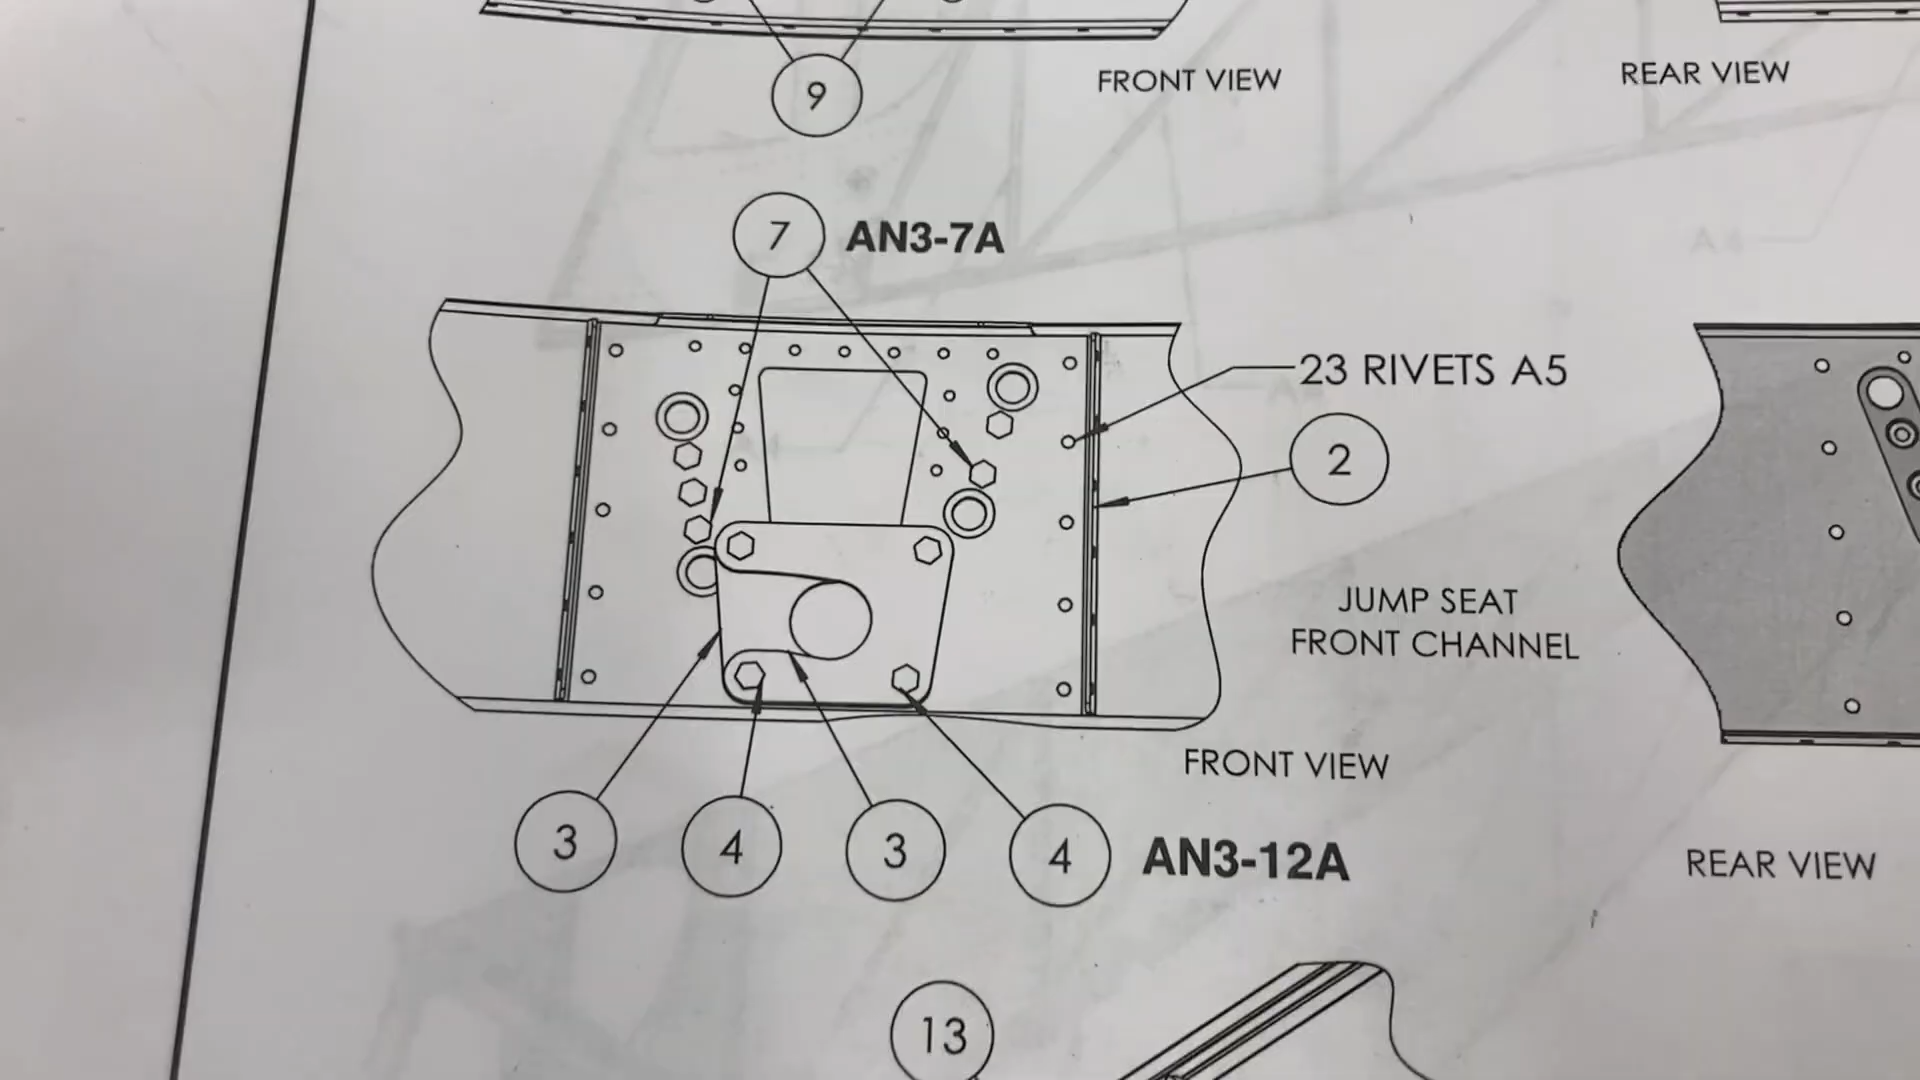 9
FRONT VIEW
REAR VIEW
7 AN3-7A
23 RIVETS A5
2
JUMP SEAT
FRONT CHANNEL
FRONT VIEW
3
4
3
4 AN3-12A
REAR VIEW
13